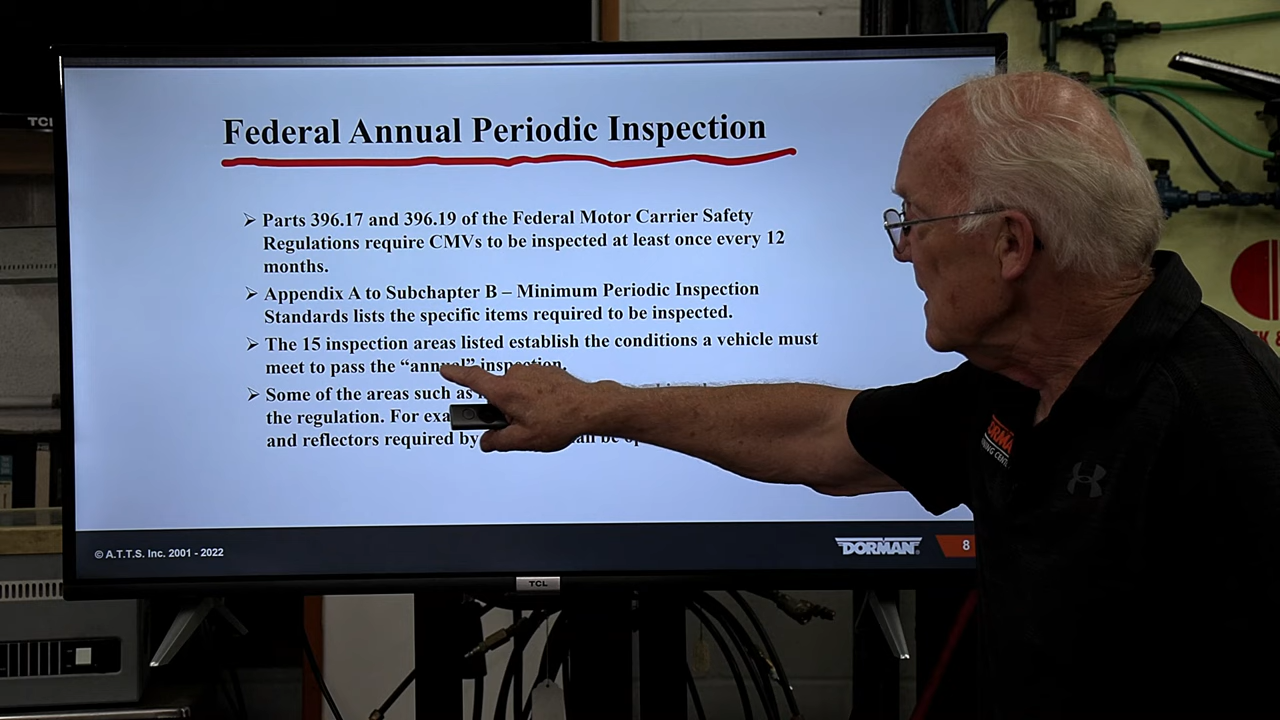 TCL
Federal Annual Periodic Inspection
➢ Parts 396.17 and 396.19 of the Federal Motor Carrier Safety
Regulations require CMVs to be inspected at least once every 12
months.
➢ Appendix A to Subchapter B – Minimum Periodic Inspection
Standards lists the specific items required to be inspected.
➢ The 15 inspection areas listed establish the conditions a vehicle must
meet to pass the “annual” inspection.
➢ Some of the areas such as
the regulation. For
and reflectors required by
© A.T.T.S. Inc. 2001 - 2022
DORMAN
8
TCL